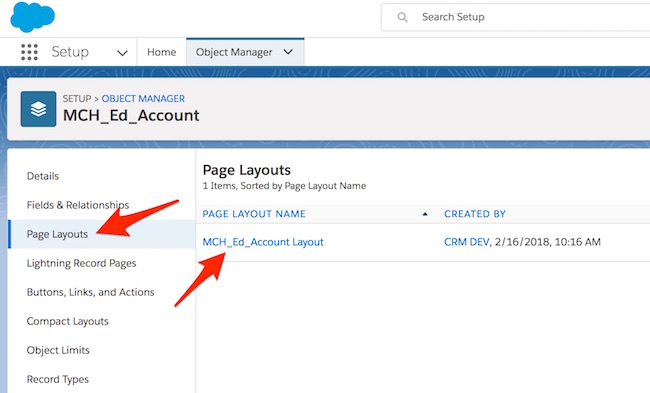 Search Setup
Setup
Home
Object Manager
SETUP > OBJECT MANAGER
MCH_Ed_Account
Details
Fields & Relationships
Page Layouts
Lightning Record Pages
Buttons, Links, and Actions
Compact Layouts
Object Limits
Record Types
Page Layouts
1 Items, Sorted by Page Layout Name
PAGE LAYOUT NAME CREATED BY
MCH_Ed_Account Layout CRM DEV, 2/16/2018, 10:16 AM